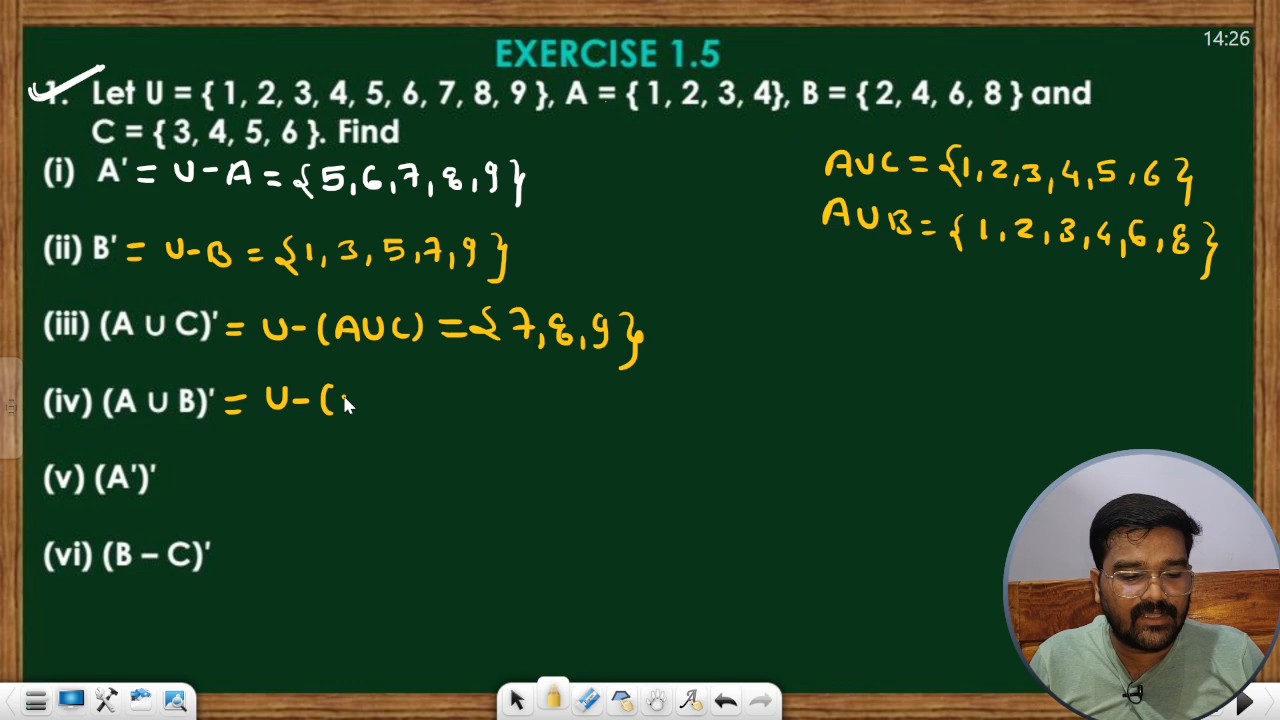 14:26
EXERCISE 1.5
1. Let U = { 1, 2, 3, 4, 5, 6, 7, 8, 9 }, A = { 1, 2, 3, 4}, B = { 2, 4, 6, 8 } and
C = { 3, 4, 5, 6 }. Find
(i) A′ = U - A = {5,6,7,8,9}
A∪C = {1,2,3,4,5,6}
A∪B = {1,2,3,4,6,8}
(ii) B′ = U-B = {1,3,5,7,9}
(iii) (A ∪ C)′ = U-(A∪C) = {7,8,9}
(iv) (A ∪ B)′ = U-(
(v) (A′)′
(vi) (B – C)′